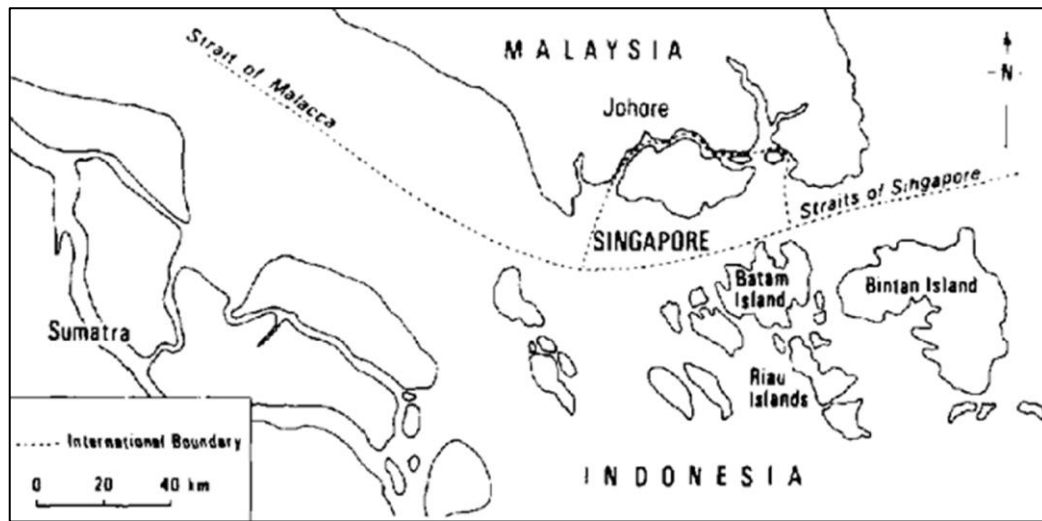 Strait of Malacca
MALAYSIA
N
Johore
Straits of Singapore
SINGAPORE
Batam
Island
Bintan Island
Sumatra
Riau
Islands
International Boundary
0 20 40 km
INDONESIA